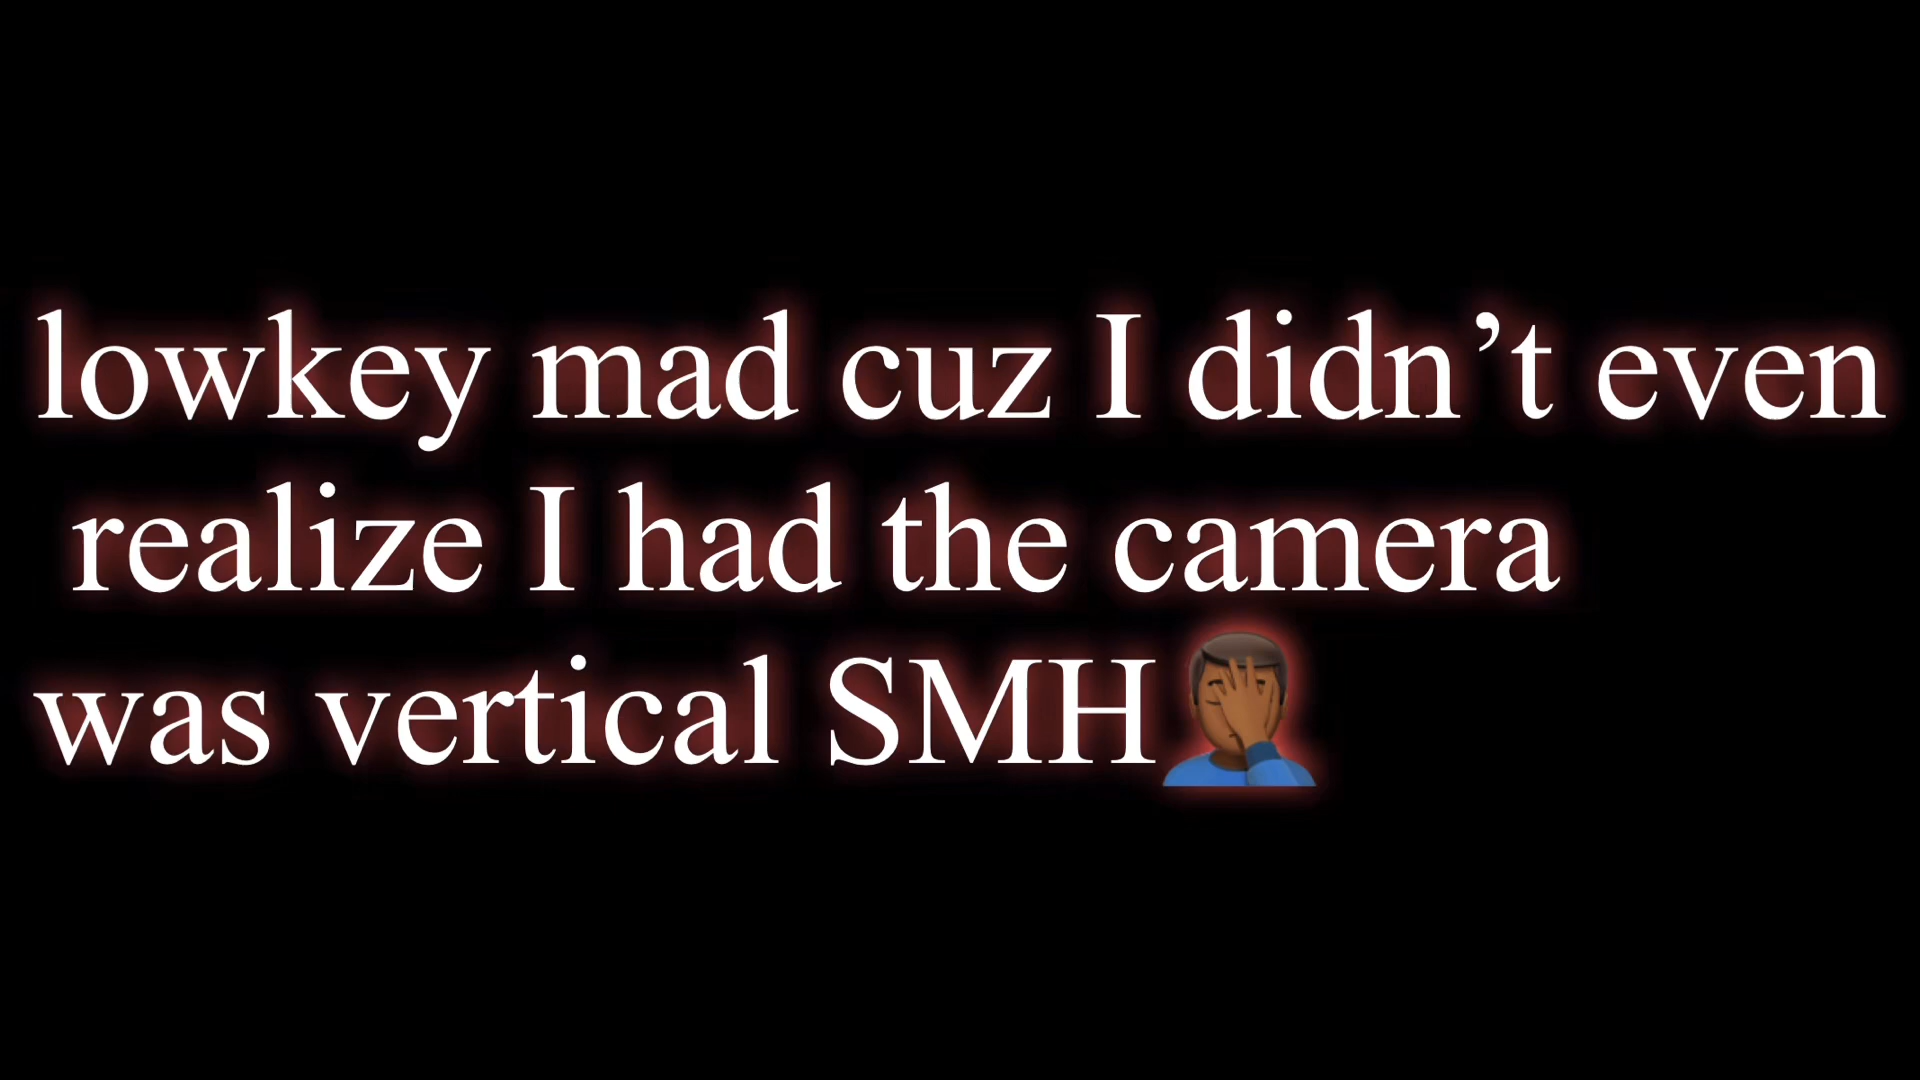 lowkey mad cuz I didn’t even
realize I had the camera
was vertical SMH🤦🏾‍♂️